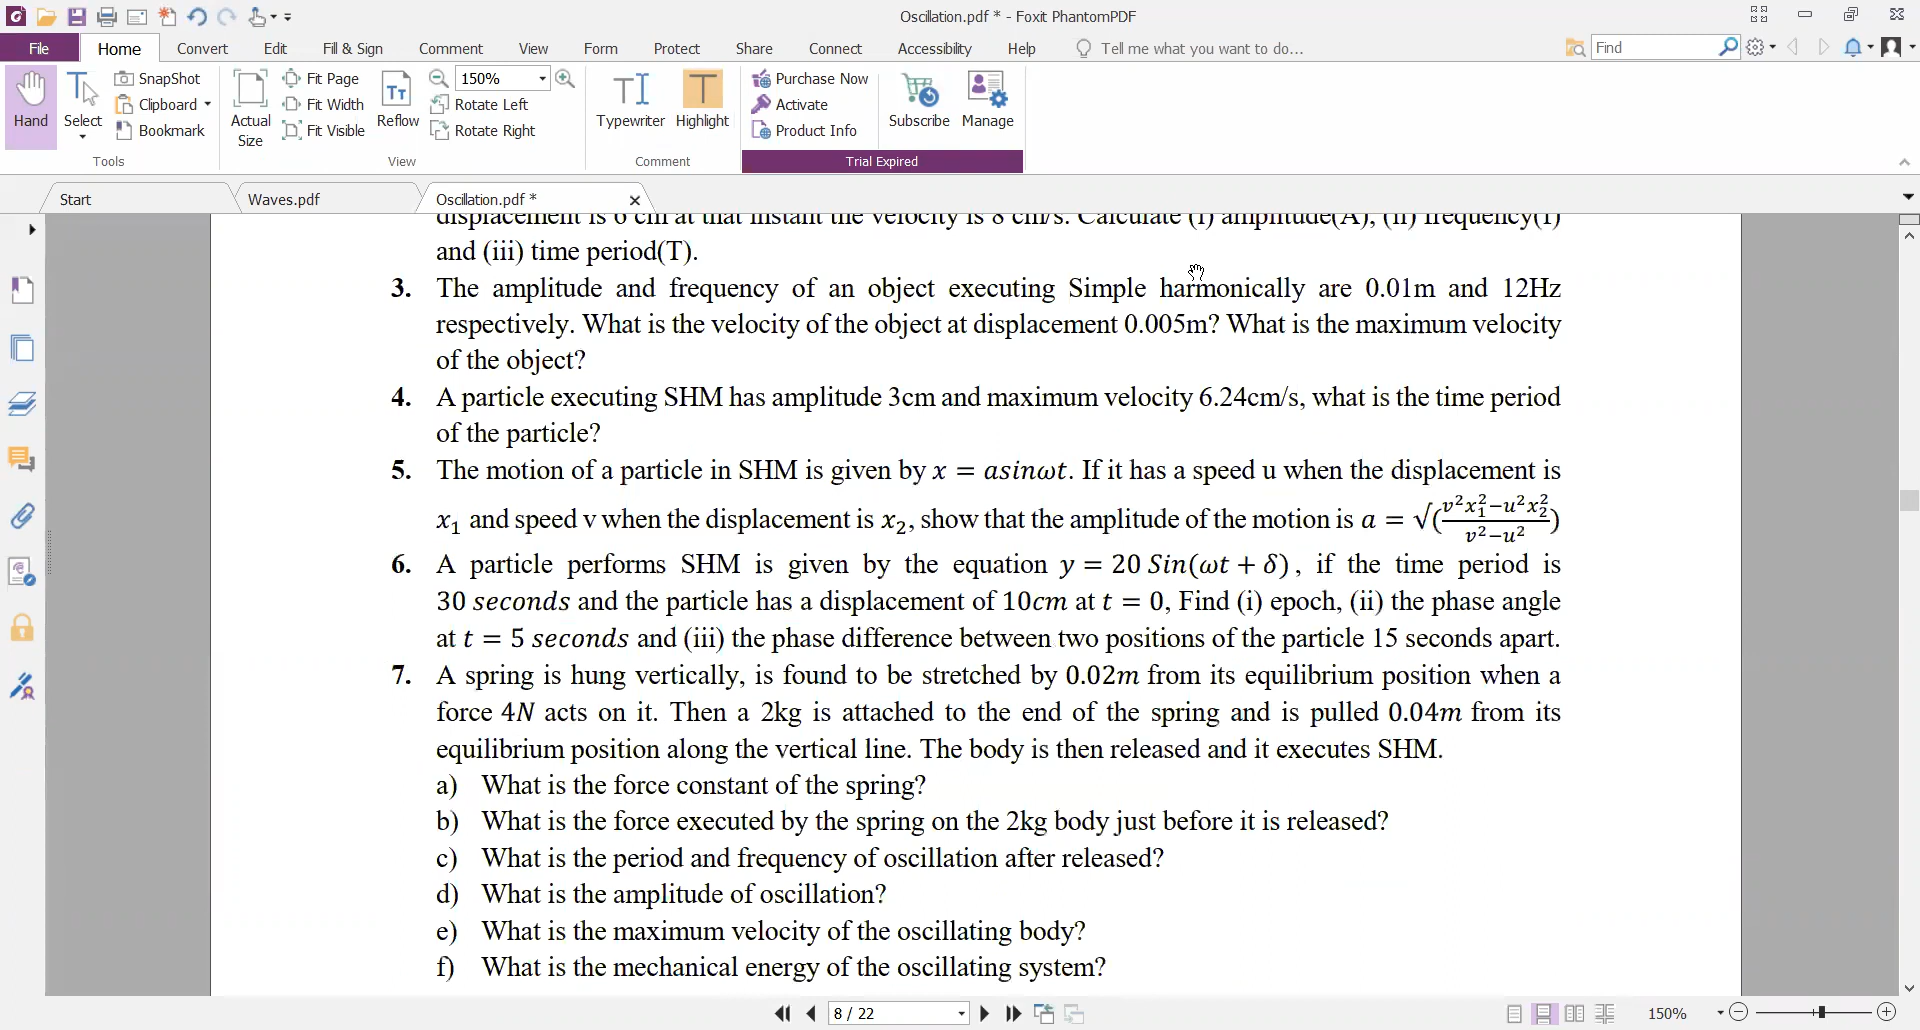 Oscillation.pdf * - Foxit PhantomPDF
File Home Convert Edit Fill & Sign Comment View Form Protect Share Connect Accessibility Help Tell me what you want to do... Find
Hand
Select
SnapShot
Clipboard
Bookmark
Tools
Actual Size
Fit Page
Fit Width
Fit Visible
Reflow
150%
Rotate Left
Rotate Right
View
Typewriter
Highlight
Comment
Purchase Now
Activate
Product Info
Subscribe
Manage
Trial Expired
Start Waves.pdf Oscillation.pdf *
displacement is 6 cm at that instant the velocity is 8 cm/s. Calculate (i) amplitude(A), (ii) frequency(f)
and (iii) time period(T).
3. The amplitude and frequency of an object executing Simple harmonically are 0.01m and 12Hz
respectively. What is the velocity of the object at displacement 0.005m? What is the maximum velocity
of the object?
4. A particle executing SHM has amplitude 3cm and maximum velocity 6.24cm/s, what is the time period
of the particle?
5. The motion of a particle in SHM is given by x = asinωt. If it has a speed u when the displacement is
x₁ and speed v when the displacement is x₂, show that the amplitude of the motion is a = √((v²x₁²−u²x₂²)/(v²−u²))
6. A particle performs SHM is given by the equation y = 20 Sin(ωt + δ), if the time period is
30 seconds and the particle has a displacement of 10cm at t = 0, Find (i) epoch, (ii) the phase angle
at t = 5 seconds and (iii) the phase difference between two positions of the particle 15 seconds apart.
7. A spring is hung vertically, is found to be stretched by 0.02m from its equilibrium position when a
force 4N acts on it. Then a 2kg is attached to the end of the spring and is pulled 0.04m from its
equilibrium position along the vertical line. The body is then released and it executes SHM.
a) What is the force constant of the spring?
b) What is the force executed by the spring on the 2kg body just before it is released?
c) What is the period and frequency of oscillation after released?
d) What is the amplitude of oscillation?
e) What is the maximum velocity of the oscillating body?
f) What is the mechanical energy of the oscillating system?
8 / 22
150%